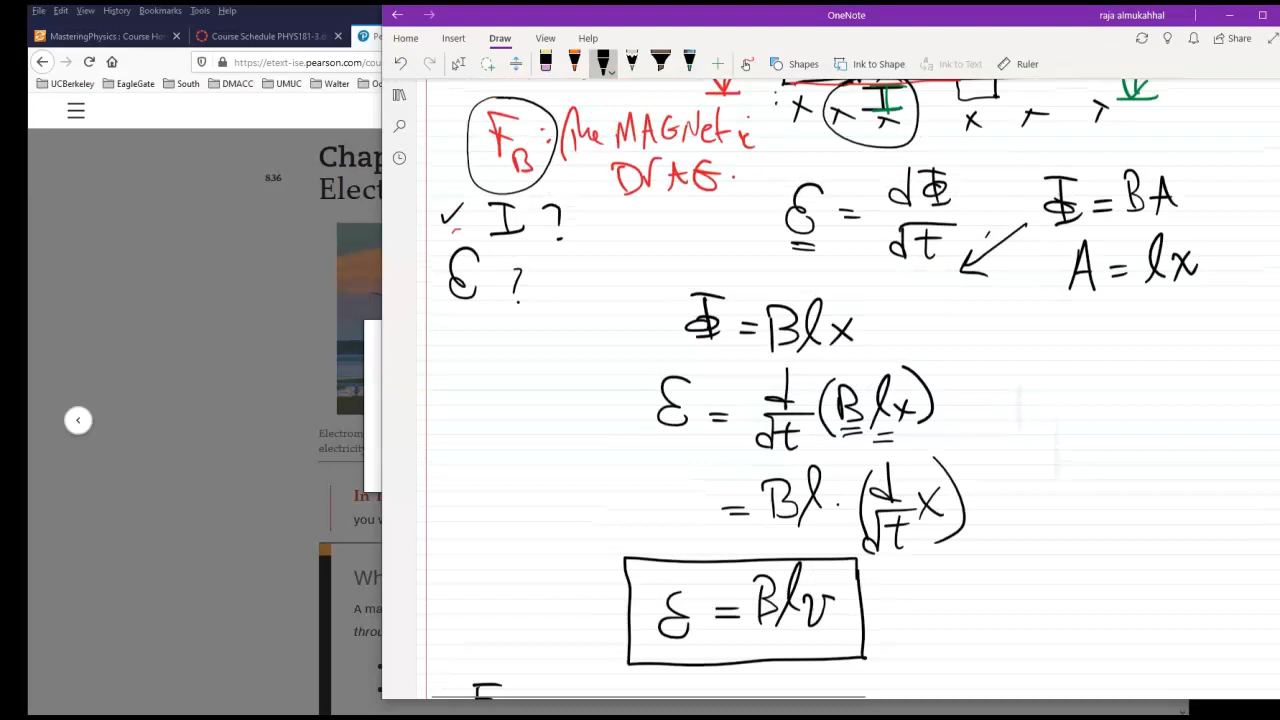 File Edit View History Bookmarks Tools Help
MasteringPhysics : Course Ho
Course Schedule PHYS181-3.d
Pe
https://etext-ise.pearson.com/cou
UCBerkeley EagleGate South DMACC UMUC Walter
836
Chap
Elect
Electrom
electricity
In
you v
Wh
A ma
throu
OneNote
raja almukahhal
Home Insert Draw View Help
Share
Shapes Ink to Shape Ink to Text Ruler
x
F_B : The MAGNetic
DrAG.
✓ I ?
ℰ ?
ℰ = dΦ/dt
Φ = BA
A = lx
Φ = Blx
ℰ = d/dt (Blx)
= Bl · (d/dt x)
ℰ = Blv